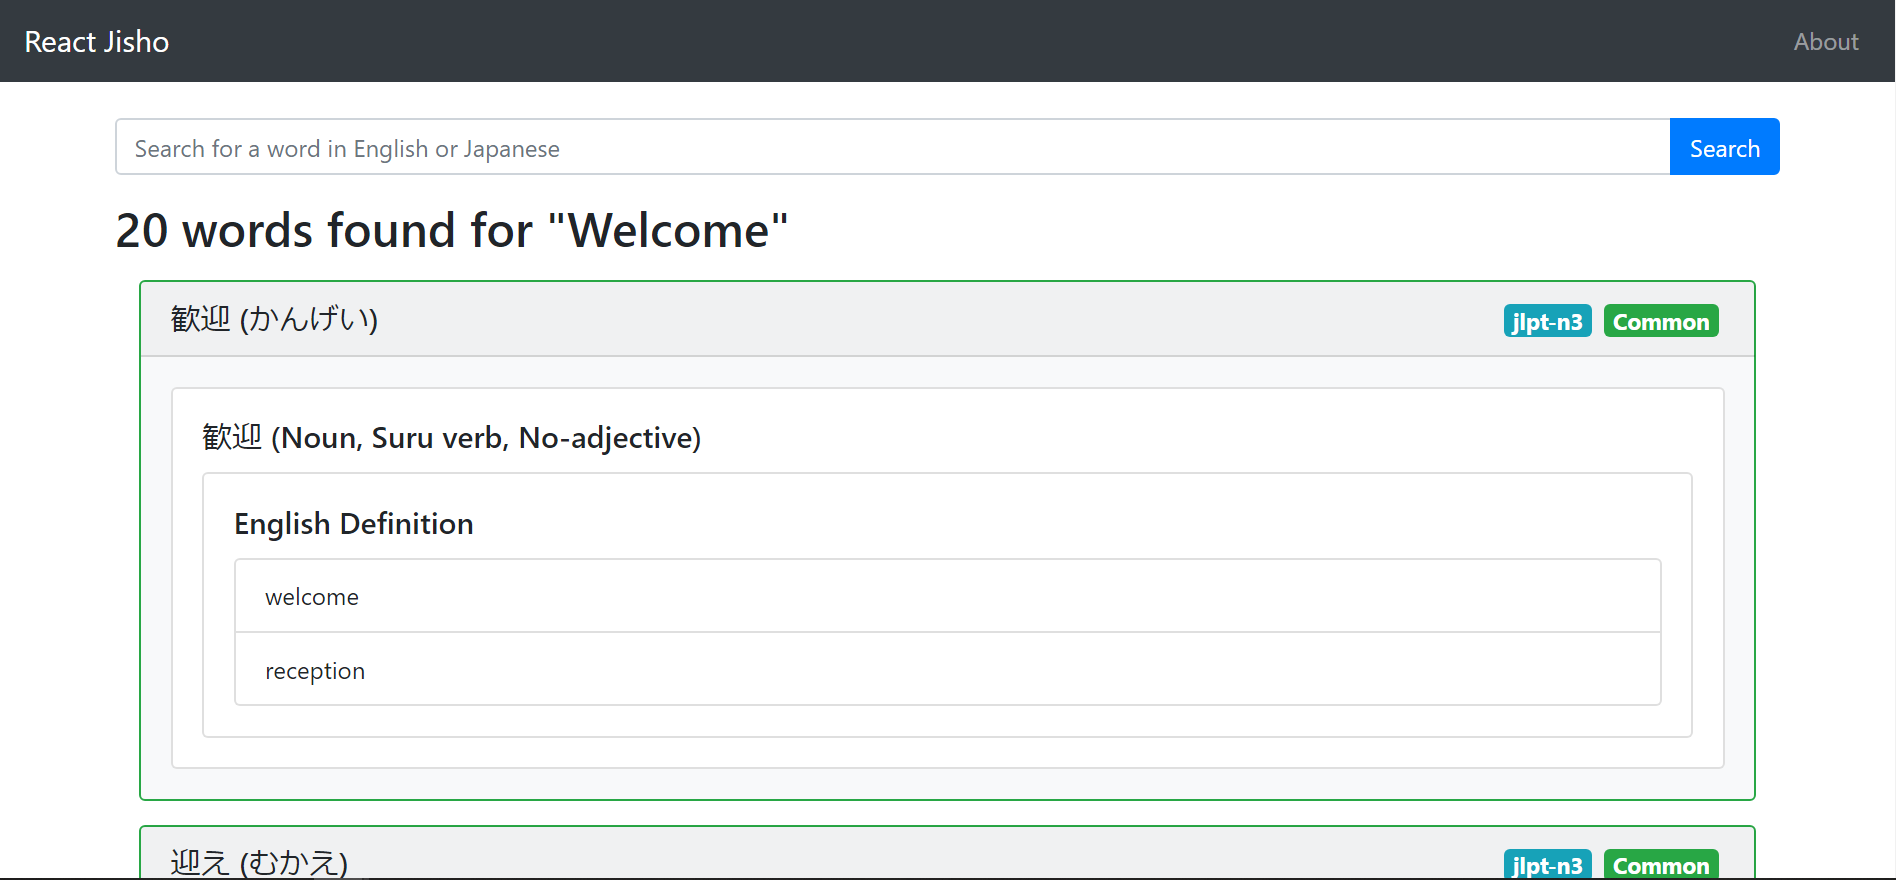 React Jisho About
Search for a word in English or Japanese Search
20 words found for "Welcome"
歓迎 (かんげい) jlpt-n3 Common
歓迎 (Noun, Suru verb, No-adjective)
English Definition
welcome
reception
迎え (むかえ) jlpt-n3 Common